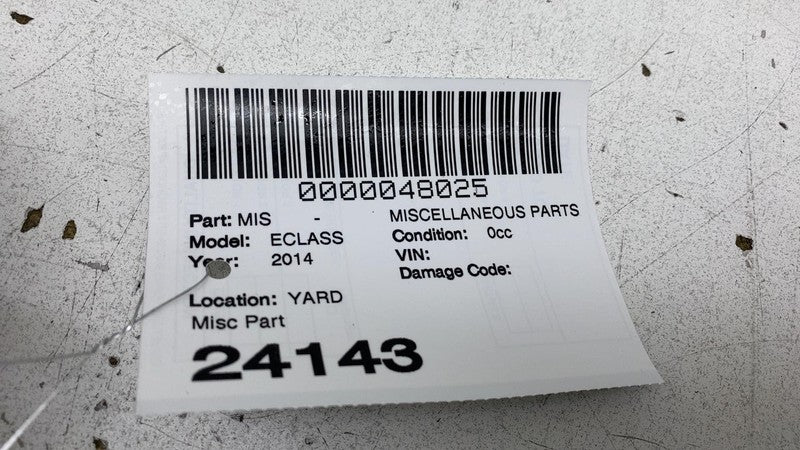 0000048025
Part: MIS - MISCELLANEOUS PARTS
Model: ECLASS Condition: 0cc
Year: 2014 VIN:
Damage Code:
Location: YARD
Misc Part
24143